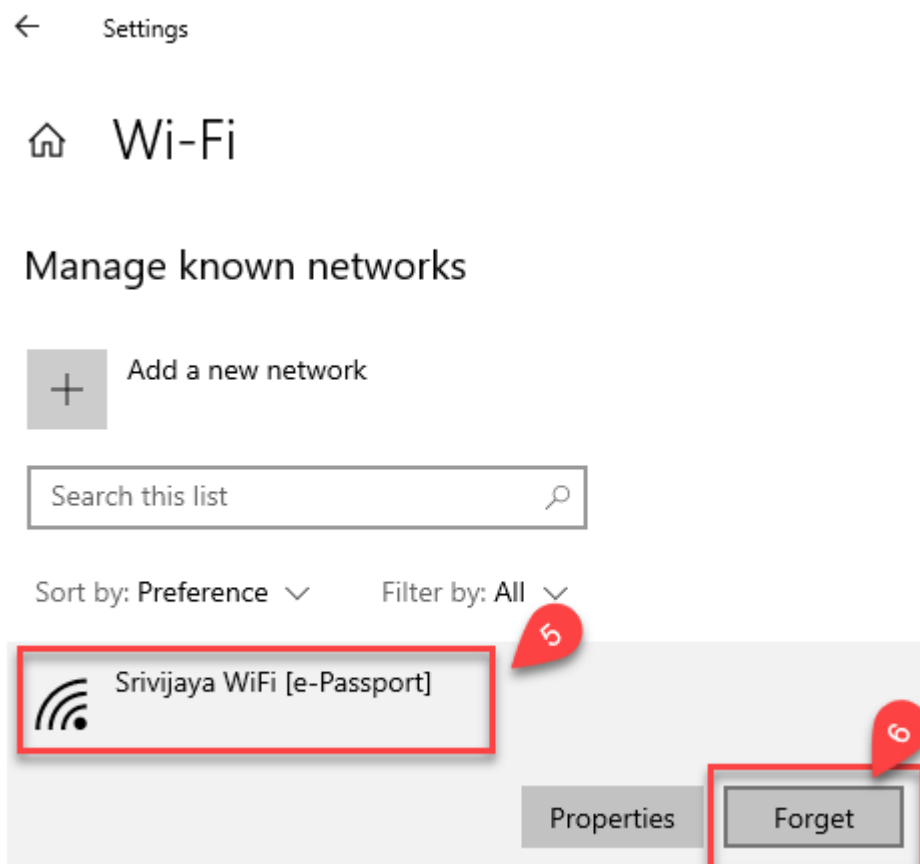 Settings
Wi-Fi
Manage known networks
Add a new network
Search this list
Sort by: Preference Filter by: All
5
Srivijaya WiFi [e-Passport]
6
Properties Forget